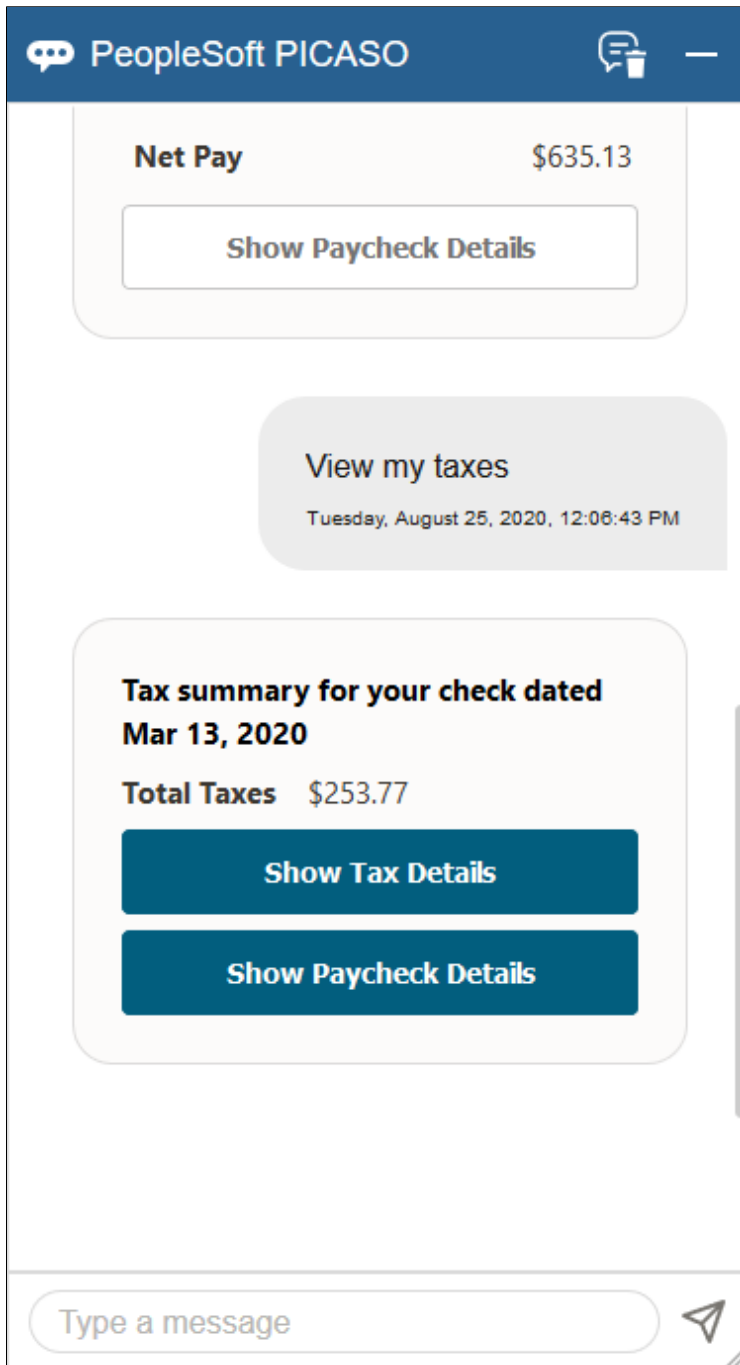 PeopleSoft PICASO
Net Pay $635.13
Show Paycheck Details
View my taxes
Tuesday, August 25, 2020, 12:06:43 PM
Tax summary for your check dated
Mar 13, 2020
Total Taxes $253.77
Show Tax Details
Show Paycheck Details
Type a message